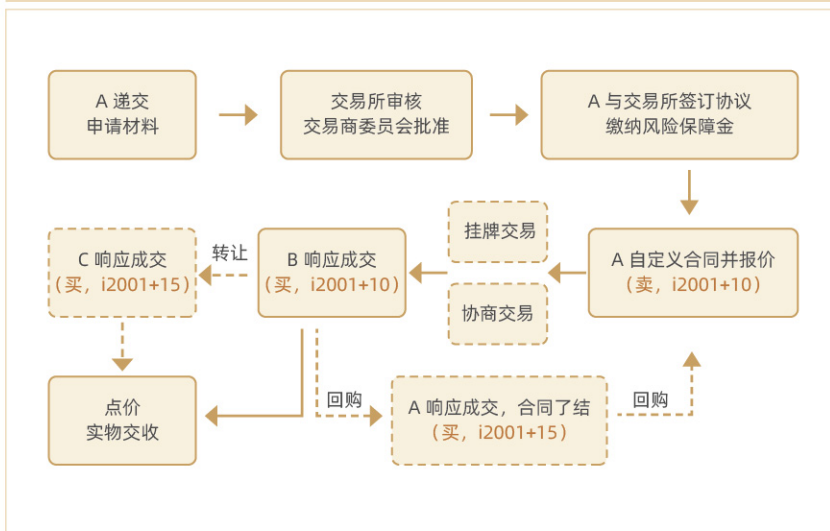 A 递交
申请材料
交易所审核
交易商委员会批准
A 与交易所签订协议
缴纳风险保障金
C 响应成交
(买，i2001+15)
转让
B 响应成交
(买，i2001+10)
挂牌交易
协商交易
A 自定义合同并报价
(卖，i2001+10)
点价
实物交收
回购
A 响应成交，合同了结
(买，i2001+15)
回购